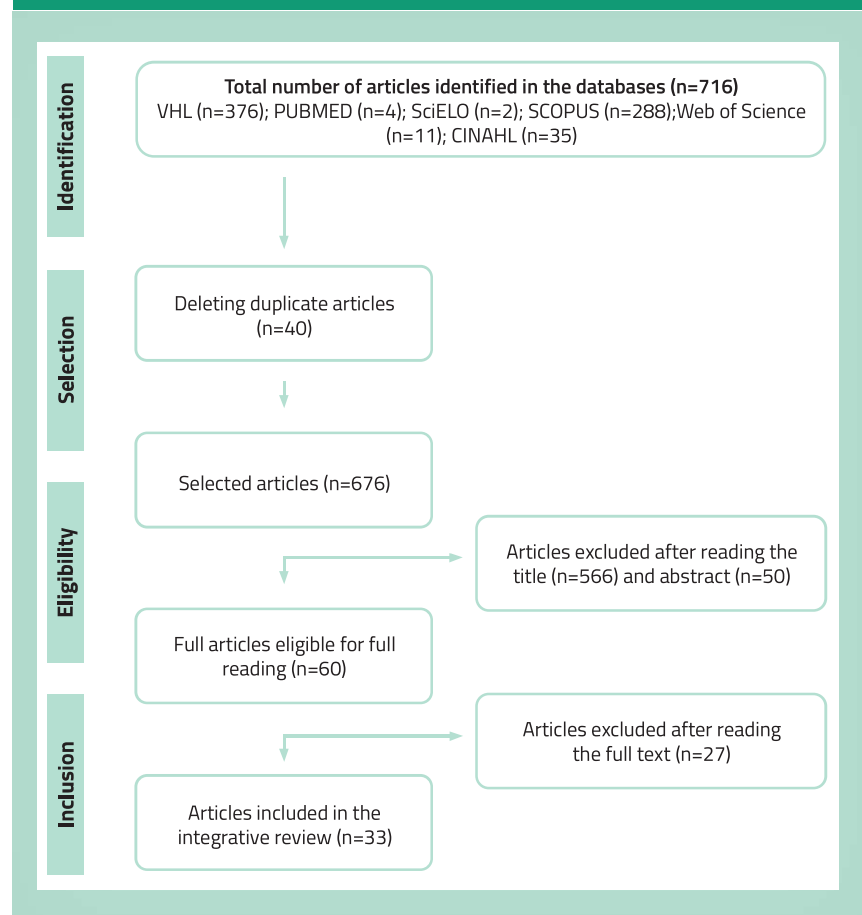 Identification
Total number of articles identified in the databases (n=716)
VHL (n=376); PUBMED (n=4); SciELO (n=2); SCOPUS (n=288);Web of Science
(n=11); CINAHL (n=35)
Selection
Deleting duplicate articles
(n=40)
Selected articles (n=676)
Eligibility
Articles excluded after reading the
title (n=566) and abstract (n=50)
Full articles eligible for full
reading (n=60)
Inclusion
Articles excluded after reading
the full text (n=27)
Articles included in the
integrative review (n=33)